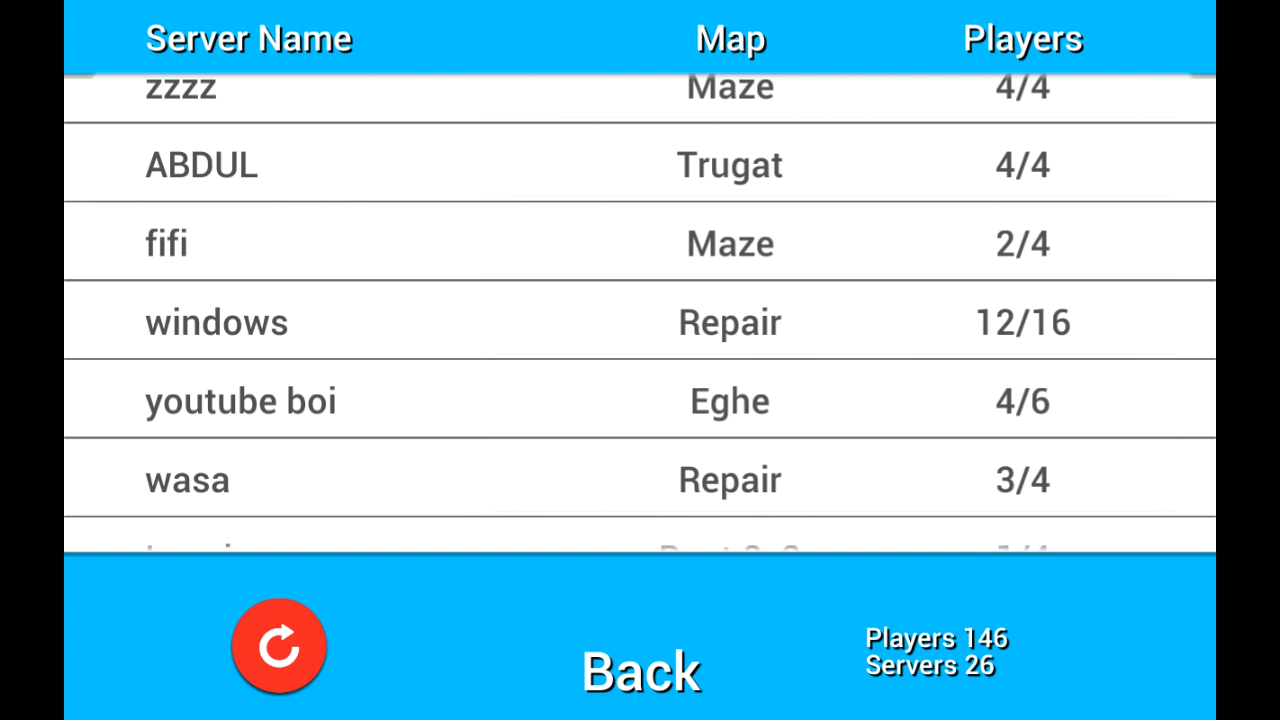 Server Name Map Players
zzzz Maze 4/4
ABDUL Trugat 4/4
fifi Maze 2/4
windows Repair 12/16
youtube boi Eghe 4/6
wasa Repair 3/4
Players 146
Servers 26
Back